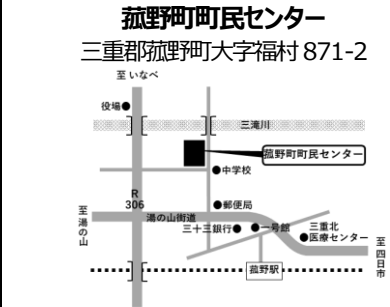 菰野町町民センター
三重郡菰野町大字福村871-2
至いなべ
役場
三滝川
菰野町町民センター
中学校
R
306
郵便局
湯の山街道
三十三銀行
一号館
三重北
医療センター
至湯の山
至四日市
菰野駅